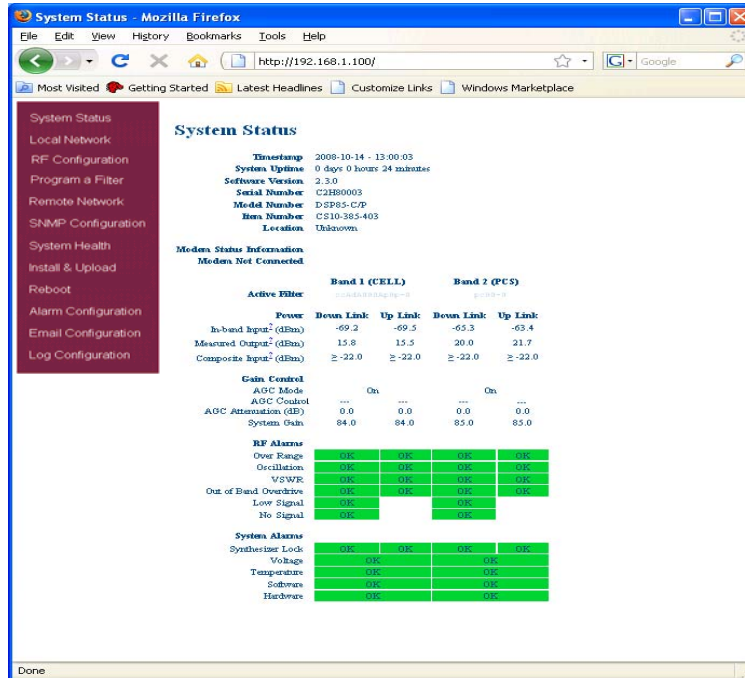 System Status - Mozilla Firefox
File Edit View History Bookmarks Tools Help
http://192.168.1.100/
G Google
Most Visited Getting Started Latest Headlines Customize Links Windows Marketplace
System Status
Local Network
RF Configuration
Program a Filter
Remote Network
SNMP Configuration
System Health
Install & Upload
Reboot
Alarm Configuration
Email Configuration
Log Configuration
System Status
Timestamp 2008-10-14 - 13:00:03
System Uptime 0 days 0 hours 24 minutes
Software Version 2.3.0
Serial Number C2H80003
Model Number DSP85-C/P
Item Number CS10-385-403
Location Unknown
Modem Status Information
Modem Not Connected
Band 1 (CELL) Band 2 (PCS)
Active Filter
Power Down Link Up Link Down Link Up Link
In-band Input² (dBm) -69.2 -69.5 -65.3 -63.4
Measured Output² (dBm) 15.8 15.5 20.0 21.7
Composite Input² (dBm) ≥ -22.0 ≥ -22.0 ≥ -22.0 ≥ -22.0
Gain Control
AGC Mode On On
AGC Control --- --- --- ---
AGC Attenuation (dB) 0.0 0.0 0.0 0.0
System Gain 84.0 84.0 85.0 85.0
RF Alarms
Over Range OK OK OK OK
Oscillation OK OK OK OK
VSWR OK OK OK OK
Out of Band Overdrive OK OK OK OK
Low Signal OK OK
No Signal OK OK
System Alarms
Synthesizer Lock OK OK OK OK
Voltage OK OK
Temperature OK OK
Software OK OK
Hardware OK OK
Done